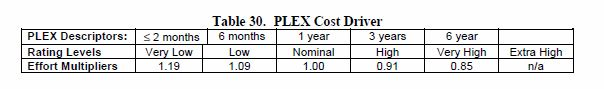 Table 30. PLEX Cost Driver
PLEX Descriptors: ≤ 2 months 6 months 1 year 3 years 6 year
Rating Levels Very Low Low Nominal High Very High Extra High
Effort Multipliers 1.19 1.09 1.00 0.91 0.85 n/a